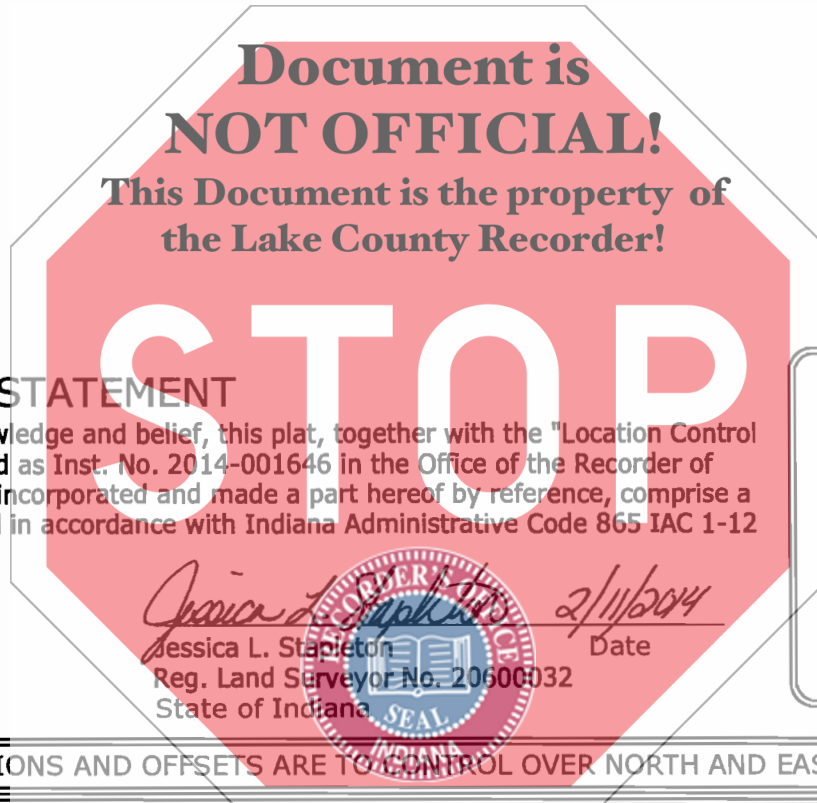 Document is
NOT OFFICIAL!
This Document is the property of
the Lake County Recorder!
STOP
STATEMENT
wledge and belief, this plat, together with the "Location Control
d as Inst. No. 2014-001646 in the Office of the Recorder of
incorporated and made a part hereof by reference, comprise a
in accordance with Indiana Administrative Code 865 IAC 1-12
Jessica L. Stapleton 2/11/2014
Jessica L. Stapleton Date
Reg. Land Surveyor No. 20600032
State of Indiana
RECORDER'S OFFICE
SEAL
INDIANA
IONS AND OFFSETS ARE TO CONTROL OVER NORTH AND EAS